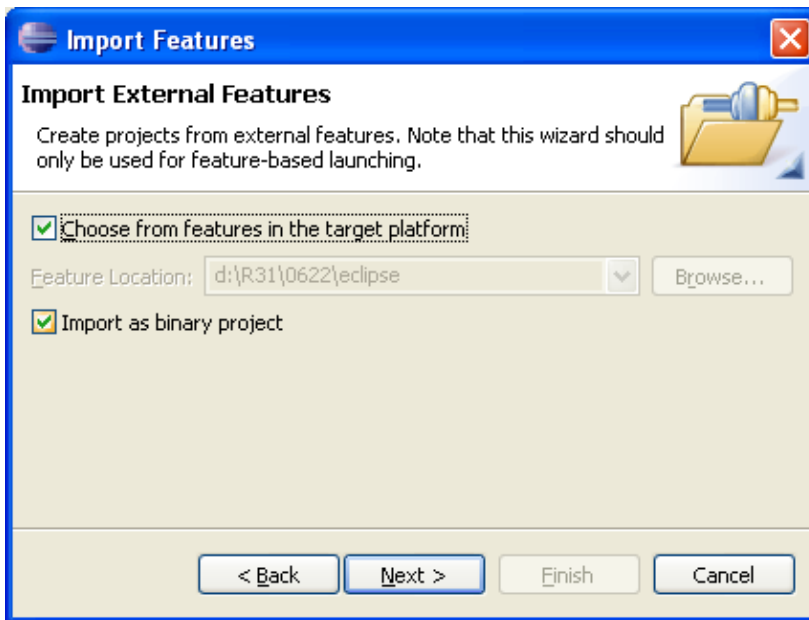 Import Features
Import External Features
Create projects from external features. Note that this wizard should
only be used for feature-based launching.
Choose from features in the target platform
Feature Location: d:\R31\0622\eclipse Browse...
Import as binary project
< Back Next > Finish Cancel